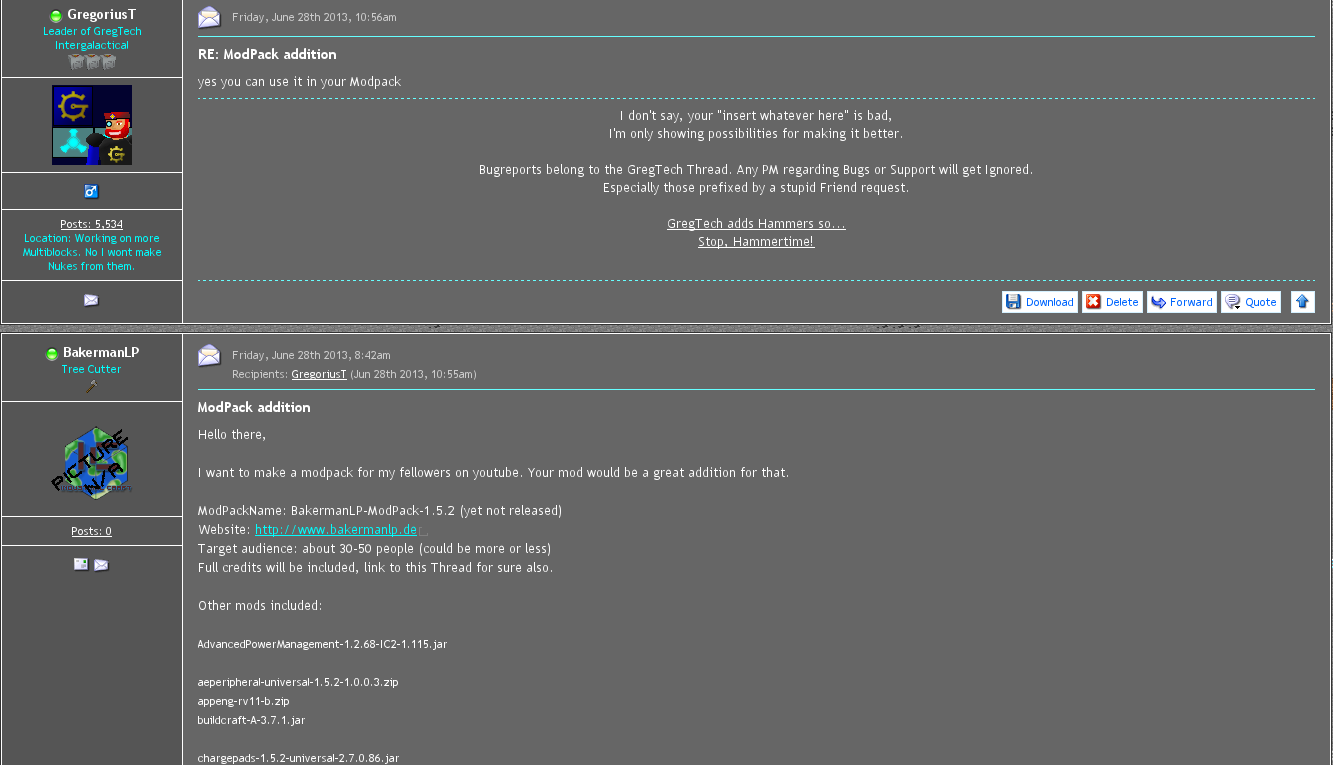 GregoriusT
Leader of GregTech
Intergalactical
Posts: 5,534
Location: Working on more
Multiblocks. No I wont make
Nukes from them.
Friday, June 28th 2013, 10:56am
RE: ModPack addition
yes you can use it in your Modpack
I don't say, your "insert whatever here" is bad,
I'm only showing possibilities for making it better.
Bugreports belong to the GregTech Thread. Any PM regarding Bugs or Support will get Ignored.
Especially those prefixed by a stupid Friend request.
GregTech adds Hammers so...
Stop, Hammertime!
Download Delete Forward Quote
BakermanLP
Tree Cutter
PICTURE
N/A
Posts: 0
Friday, June 28th 2013, 8:42am
Recipients: GregoriusT (Jun 28th 2013, 10:55am)
ModPack addition
Hello there,
I want to make a modpack for my fellowers on youtube. Your mod would be a great addition for that.
ModPackName: BakermanLP-ModPack-1.5.2 (yet not released)
Website: http://www.bakermanlp.de
Target audience: about 30-50 people (could be more or less)
Full credits will be included, link to this Thread for sure also.
Other mods included:
AdvancedPowerManagement-1.2.68-IC2-1.115.jar
aeperipheral-universal-1.5.2-1.0.0.3.zip
appeng-rv11-b.zip
buildcraft-A-3.7.1.jar
chargepads-1.5.2-universal-2.7.0.86.jar